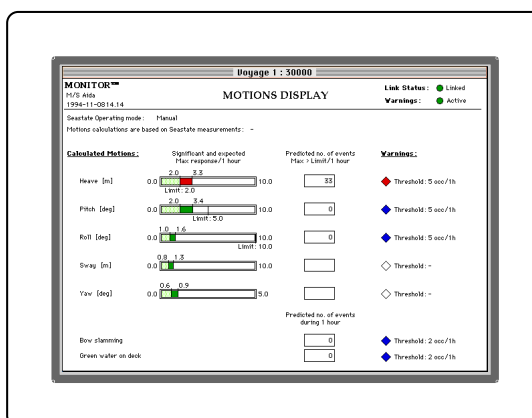 Voyage 1 : 30000
MONITOR™
M/S Aida
1994-11-0814.14
MOTIONS DISPLAY
Link Status: Linked
Warnings: Active
Seastate Operating mode: Manual
Motions calculations are based on Seastate measurements: -
Calculated Motions:
Significant and expected
Max response/1 hour
Predicted no. of events
Max > Limit/1 hour
Warnings:
2.0 3.3
Heave [m] 0.0 10.0 33 Threshold: 5 occ/1h
Limit: 2.0
2.0 3.4
Pitch [deg] 0.0 10.0 0 Threshold: 5 occ/1h
Limit: 5.0
1.0 1.6
Roll [deg] 0.0 10.0 0 Threshold: 5 occ/1h
Limit: 10.0
0.8 1.3
Sway [m] 0.0 10.0 Threshold: -
0.6 0.9
Yaw [deg] 0.0 5.0 Threshold: -
Predicted no. of events
during 1 hour
Bow slamming 0 Threshold: 2 occ/1h
Green water on deck 0 Threshold: 2 occ/1h